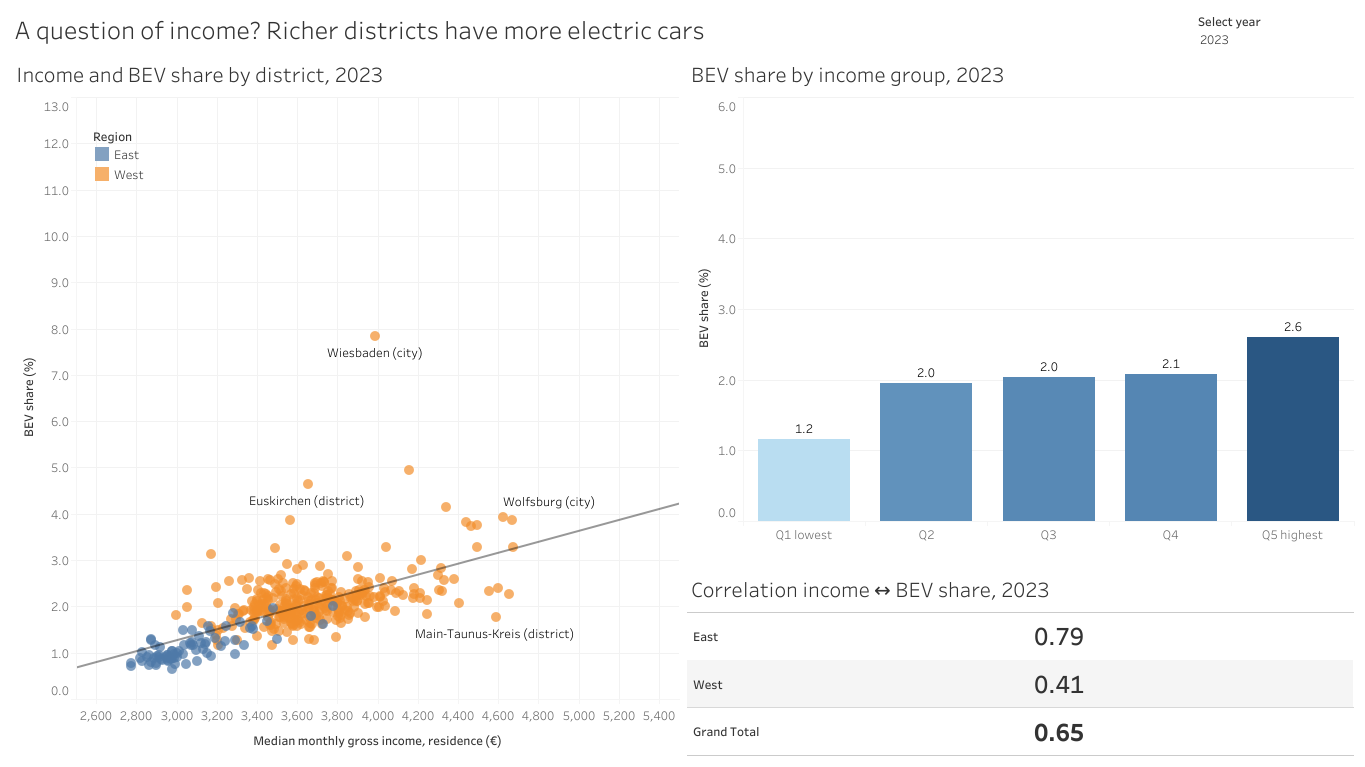 A question of income? Richer districts have more electric cars
Select year
2023
Income and BEV share by district, 2023
13.0
12.0
11.0
10.0
9.0
8.0
7.0
6.0
5.0
4.0
3.0
2.0
1.0
0.0
BEV share (%)
Region
East
West
Wiesbaden (city)
Euskirchen (district)
Wolfsburg (city)
Main-Taunus-Kreis (district)
2,600 2,800 3,000 3,200 3,400 3,600 3,800 4,000 4,200 4,400 4,600 4,800 5,000 5,200 5,400
Median monthly gross income, residence (€)
BEV share by income group, 2023
6.0
5.0
4.0
3.0
2.0
1.0
0.0
BEV share (%)
1.2
2.0
2.0
2.1
2.6
Q1 lowest Q2 Q3 Q4 Q5 highest
Correlation income ↔ BEV share, 2023
East 0.79
West 0.41
Grand Total 0.65